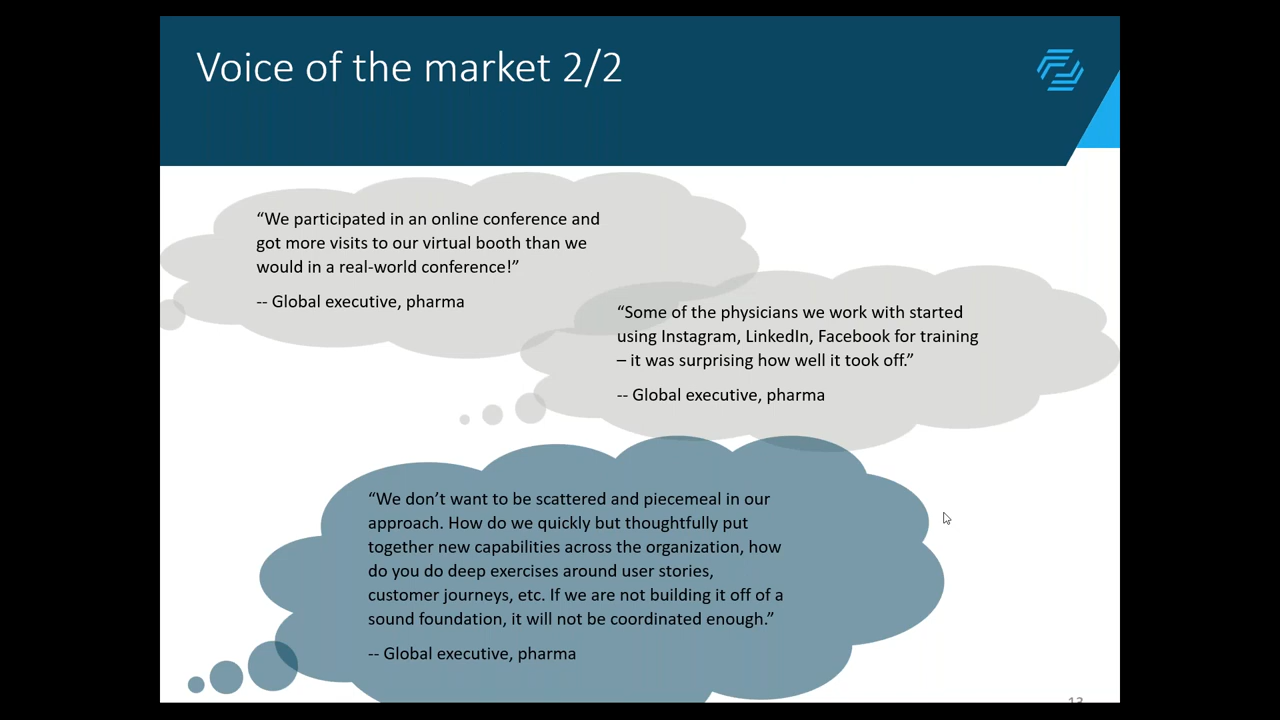 Voice of the market 2/2
“We participated in an online conference and
got more visits to our virtual booth than we
would in a real-world conference!”
-- Global executive, pharma
“Some of the physicians we work with started
using Instagram, LinkedIn, Facebook for training
– it was surprising how well it took off.”
-- Global executive, pharma
“We don’t want to be scattered and piecemeal in our
approach. How do we quickly but thoughtfully put
together new capabilities across the organization, how
do you do deep exercises around user stories,
customer journeys, etc. If we are not building it off of a
sound foundation, it will not be coordinated enough.”
-- Global executive, pharma